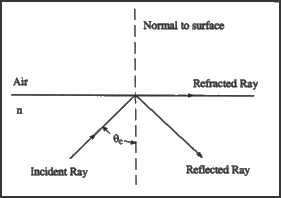 Normal to surface
Air
Refracted Ray
n
θc
Incident Ray
Reflected Ray